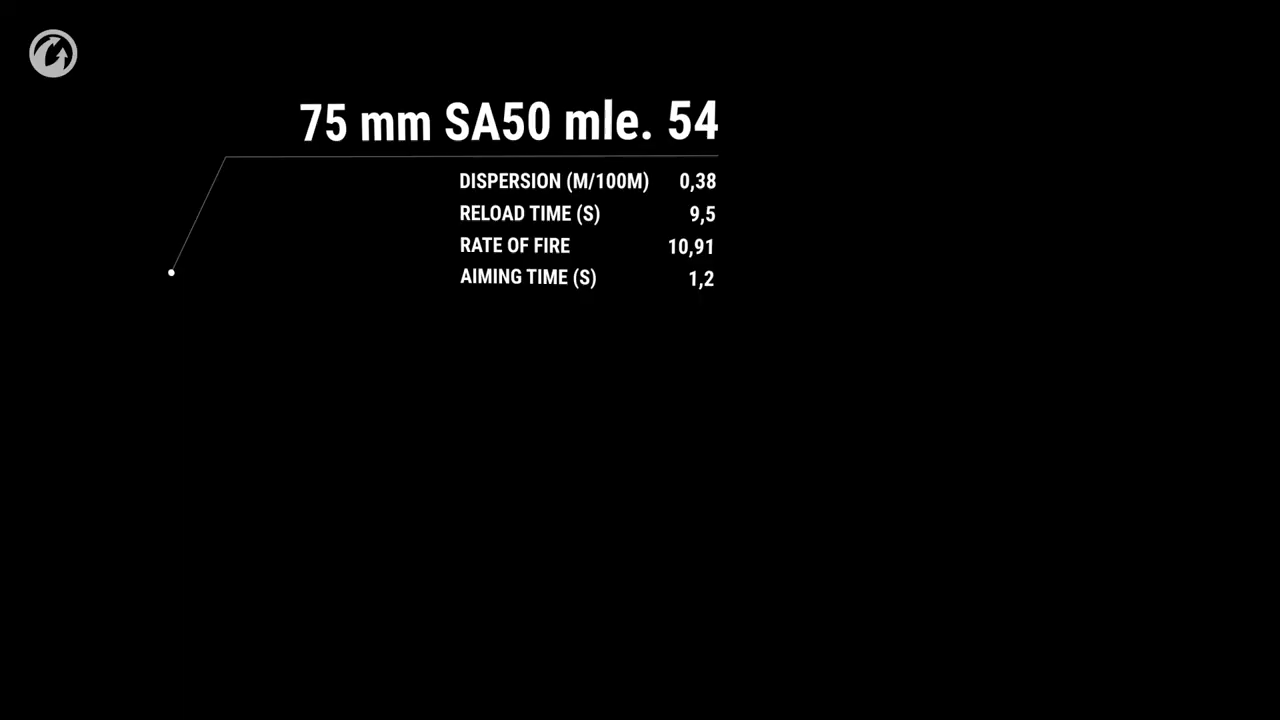 75 mm SA50 mle. 54
DISPERSION (M/100M) 0,38
RELOAD TIME (S) 9,5
RATE OF FIRE 10,91
AIMING TIME (S) 1,2